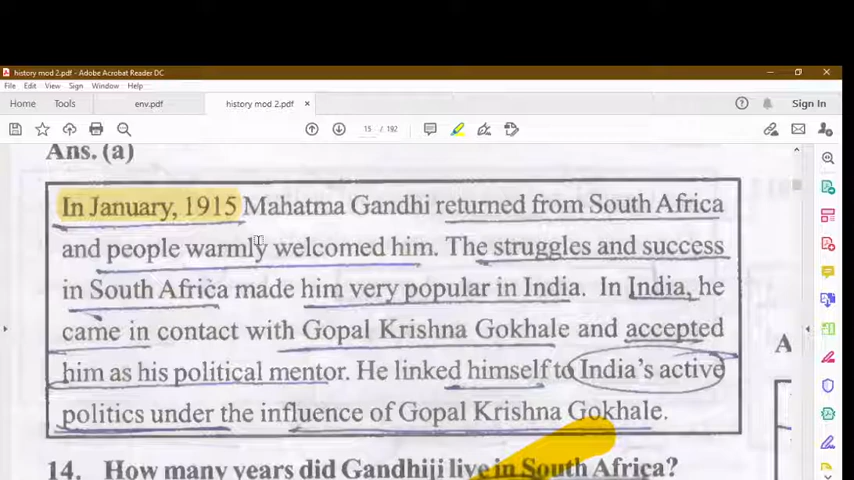 history mod 2.pdf - Adobe Acrobat Reader DC
File Edit View Sign Window Help
Home Tools env.pdf history mod 2.pdf × Sign In
15 / 192
Ans. (a)
In January, 1915 Mahatma Gandhi returned from South Africa
and people warmly welcomed him. The struggles and success
in South Africa made him very popular in India. In India, he
came in contact with Gopal Krishna Gokhale and accepted
him as his political mentor. He linked himself to India's active
politics under the influence of Gopal Krishna Gokhale.
A
14. How many years did Gandhiji live in South Africa?